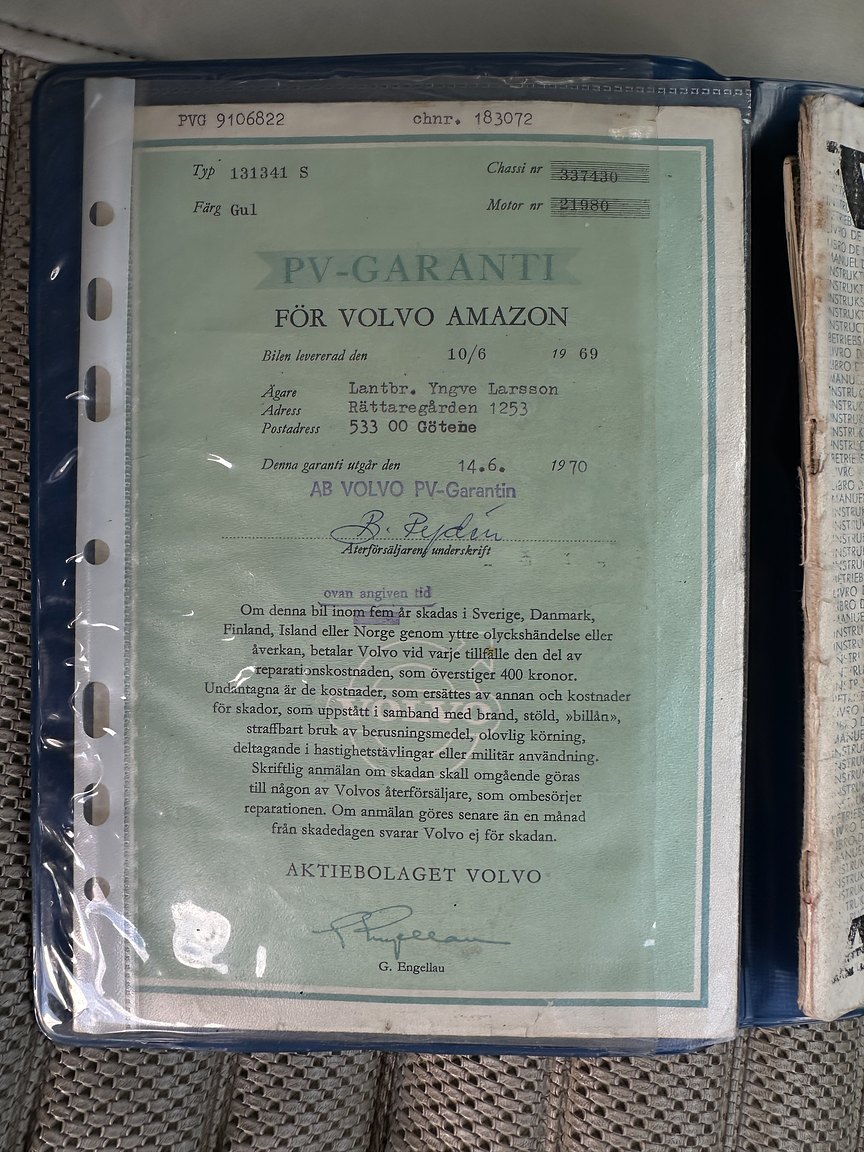 PVG 9106822 chnr. 183072
Typ 131341 S Chassi nr 337430
Färg Gul Motor nr 21980
PV-GARANTI
FÖR VOLVO AMAZON
Bilen levererad den 10/6 19 69
Ägare Lantbr. Yngve Larsson
Adress Rättaregården 1253
Postadress 533 00 Götene
Denna garanti utgår den 14.6. 1970
AB VOLVO PV-Garantin
Återförsäljarens underskrift
ovan angiven tid
Om denna bil inom fem år skadas i Sverige, Danmark,
Finland, Island eller Norge genom yttre olyckshändelse eller
åverkan, betalar Volvo vid varje tillfälle den del av
reparationskostnaden, som överstiger 400 kronor.
Undantagna är de kostnader, som ersättes av annan och kostnader
för skador, som uppstått i samband med brand, stöld, »billån»,
straffbart bruk av berusningsmedel, olovlig körning,
deltagande i hastighetstävlingar eller militär användning.
Skriftlig anmälan om skadan skall omgående göras
till någon av Volvos återförsäljare, som ombesörjer
reparationen. Om anmälan göres senare än en månad
från skadedagen svarar Volvo ej för skadan.
VOLVO
AKTIEBOLAGET VOLVO
G. Engellau